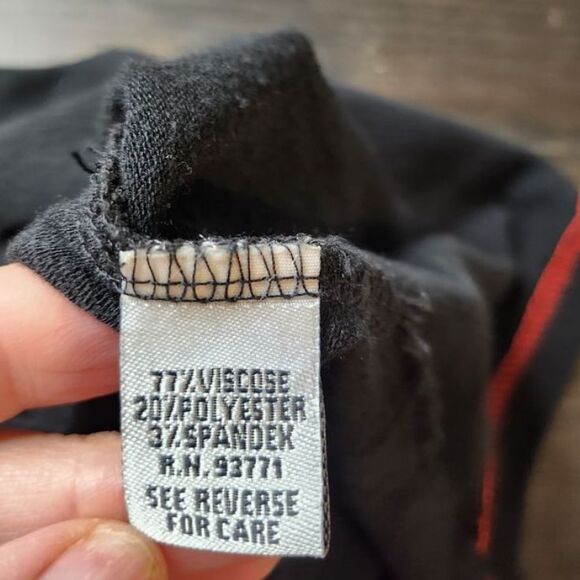 77%VISCOSE
20%POLYESTER
3%SPANDEX
R.N. 93771
SEE REVERSE
FOR CARE